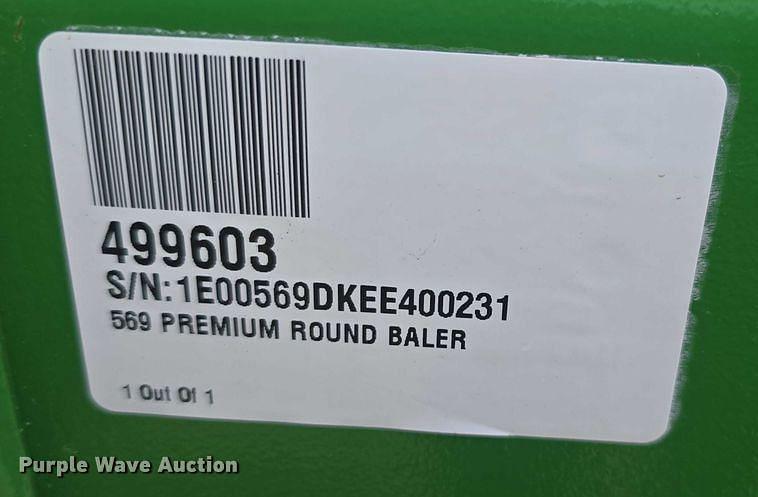 499603
S/N:1E00569DKEE400231
569 PREMIUM ROUND BALER
1 Out Of 1
Purple Wave Auction